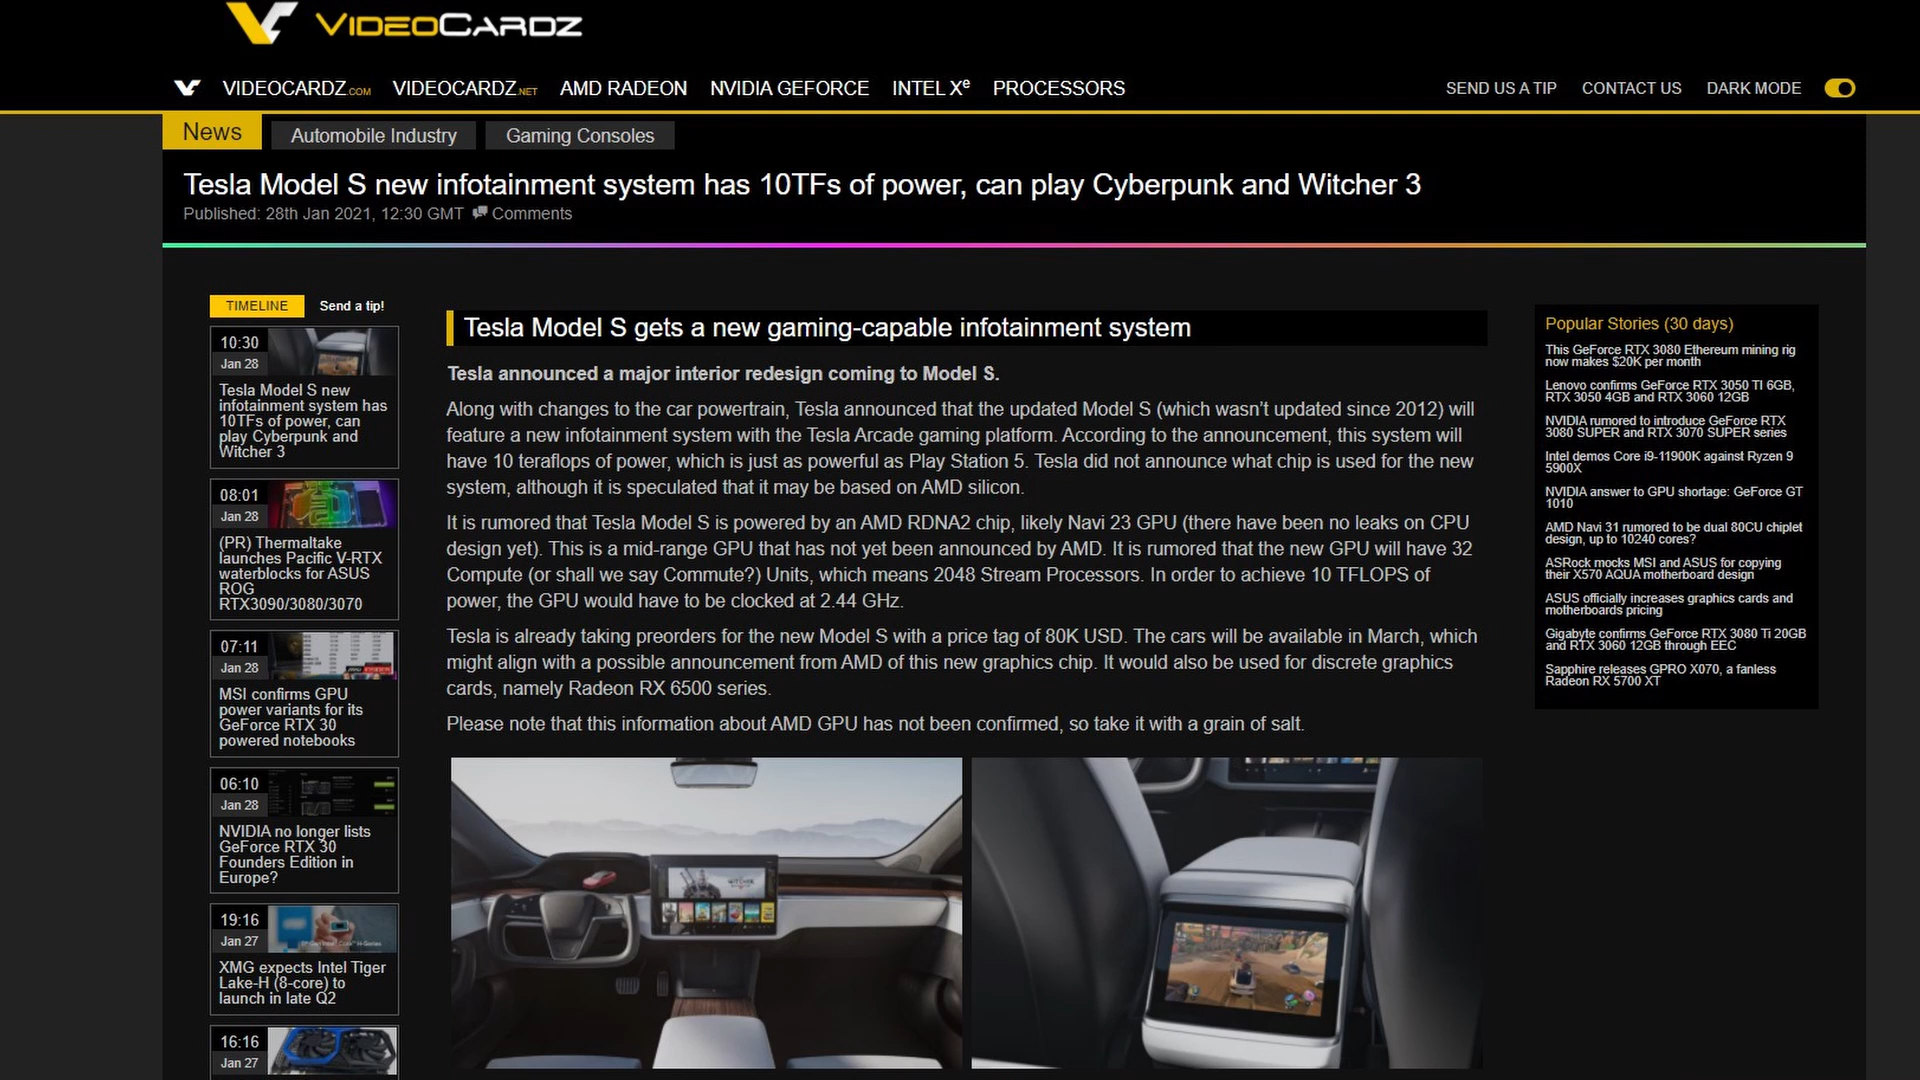 VIDEOCARDZ
VIDEOCARDZ.COM VIDEOCARDZ.NET AMD RADEON NVIDIA GEFORCE INTEL Xe PROCESSORS SEND US A TIP CONTACT US DARK MODE
News Automobile Industry Gaming Consoles
Tesla Model S new infotainment system has 10TFs of power, can play Cyberpunk and Witcher 3
Published: 28th Jan 2021, 12:30 GMT Comments
TIMELINE Send a tip!
10:30
Jan 28
Tesla Model S new
infotainment system has
10TFs of power, can
play Cyberpunk and
Witcher 3
08:01
Jan 28
(PR) Thermaltake
launches Pacific V-RTX
waterblocks for ASUS
ROG
RTX3090/3080/3070
07:11
Jan 28
MSI confirms GPU
power variants for its
GeForce RTX 30
powered notebooks
06:10
Jan 28
NVIDIA no longer lists
GeForce RTX 30
Founders Edition in
Europe?
19:16
Jan 27
XMG expects Intel Tiger
Lake-H (8-core) to
launch in late Q2
16:16
Jan 27
Tesla Model S gets a new gaming-capable infotainment system
Tesla announced a major interior redesign coming to Model S.
Along with changes to the car powertrain, Tesla announced that the updated Model S (which wasn’t updated since 2012) will
feature a new infotainment system with the Tesla Arcade gaming platform. According to the announcement, this system will
have 10 teraflops of power, which is just as powerful as Play Station 5. Tesla did not announce what chip is used for the new
system, although it is speculated that it may be based on AMD silicon.
It is rumored that Tesla Model S is powered by an AMD RDNA2 chip, likely Navi 23 GPU (there have been no leaks on CPU
design yet). This is a mid-range GPU that has not yet been announced by AMD. It is rumored that the new GPU will have 32
Compute (or shall we say Commute?) Units, which means 2048 Stream Processors. In order to achieve 10 TFLOPS of
power, the GPU would have to be clocked at 2.44 GHz.
Tesla is already taking preorders for the new Model S with a price tag of 80K USD. The cars will be available in March, which
might align with a possible announcement from AMD of this new graphics chip. It would also be used for discrete graphics
cards, namely Radeon RX 6500 series.
Please note that this information about AMD GPU has not been confirmed, so take it with a grain of salt.
WITCHER
Popular Stories (30 days)
This GeForce RTX 3080 Ethereum mining rig
now makes $20K per month
Lenovo confirms GeForce RTX 3050 TI 6GB,
RTX 3050 4GB and RTX 3060 12GB
NVIDIA rumored to introduce GeForce RTX
3080 SUPER and RTX 3070 SUPER series
Intel demos Core i9-11900K against Ryzen 9
5900X
NVIDIA answer to GPU shortage: GeForce GT
1010
AMD Navi 31 rumored to be dual 80CU chiplet
design, up to 10240 cores?
ASRock mocks MSI and ASUS for copying
their X570 AQUA motherboard design
ASUS officially increases graphics cards and
motherboards pricing
Gigabyte confirms GeForce RTX 3080 Ti 20GB
and RTX 3060 12GB through EEC
Sapphire releases GPRO X070, a fanless
Radeon RX 5700 XT